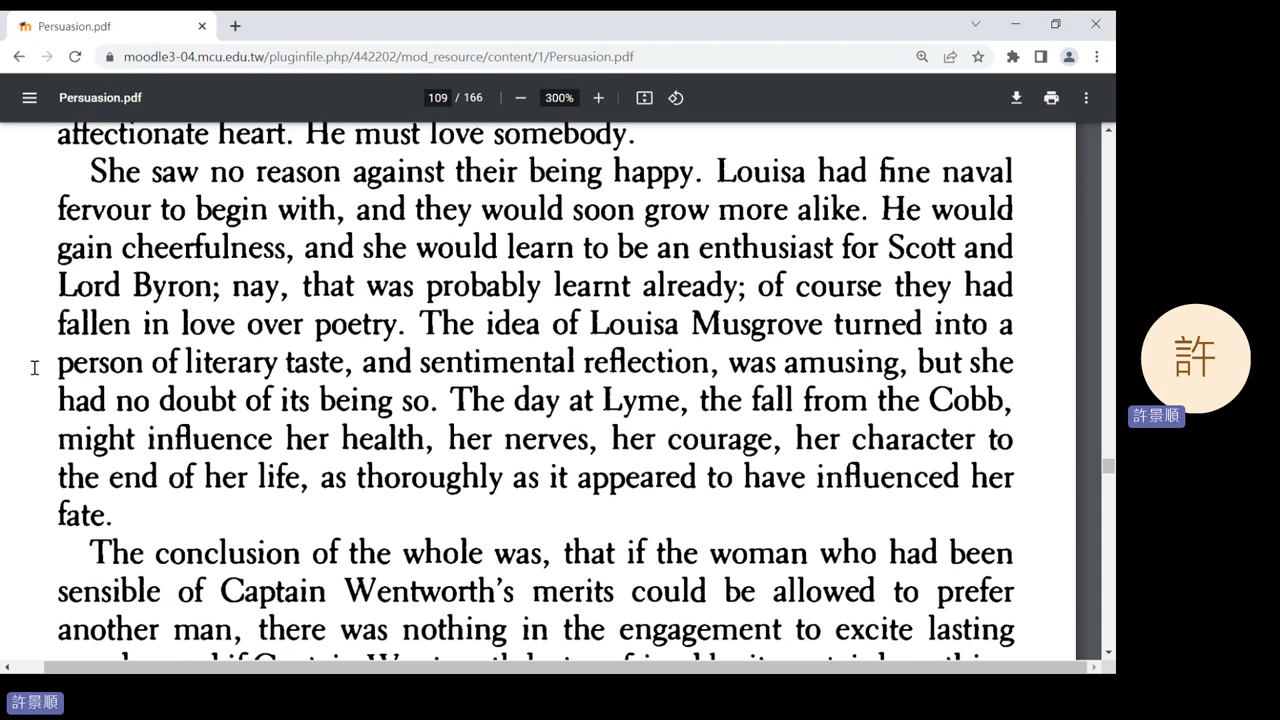 Persuasion.pdf
moodle3-04.mcu.edu.tw/pluginfile.php/442202/mod_resource/content/1/Persuasion.pdf
Persuasion.pdf 109 / 166 300%
affectionate heart. He must love somebody.
She saw no reason against their being happy. Louisa had fine naval
fervour to begin with, and they would soon grow more alike. He would
gain cheerfulness, and she would learn to be an enthusiast for Scott and
Lord Byron; nay, that was probably learnt already; of course they had
fallen in love over poetry. The idea of Louisa Musgrove turned into a
person of literary taste, and sentimental reflection, was amusing, but she
had no doubt of its being so. The day at Lyme, the fall from the Cobb,
might influence her health, her nerves, her courage, her character to
the end of her life, as thoroughly as it appeared to have influenced her
fate.
The conclusion of the whole was, that if the woman who had been
sensible of Captain Wentworth's merits could be allowed to prefer
another man, there was nothing in the engagement to excite lasting
許
許景順
許景順